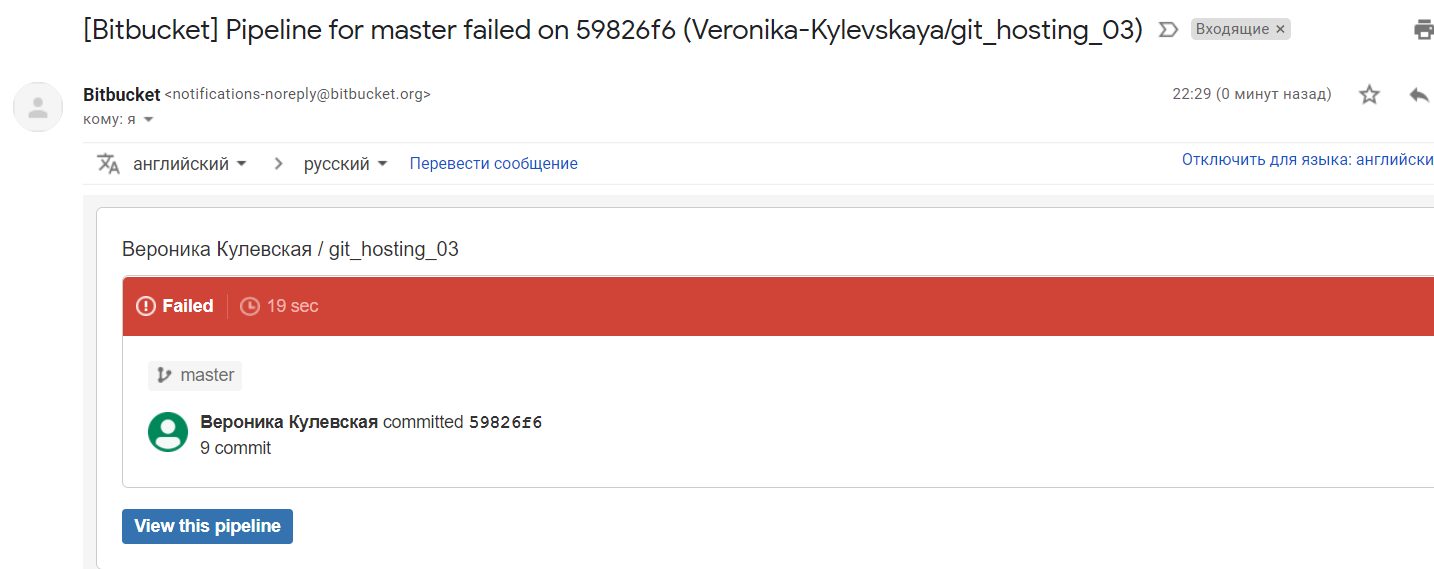 [Bitbucket] Pipeline for master failed on 59826f6 (Veronika-Kylevskaya/git_hosting_03) Входящие ×
Bitbucket <notifications-noreply@bitbucket.org> 22:29 (0 минут назад)
кому: я
английский > русский Перевести сообщение Отключить для языка: английски
Вероника Кулевская / git_hosting_03
Failed 19 sec
master
Вероника Кулевская committed 59826f6
9 commit
View this pipeline